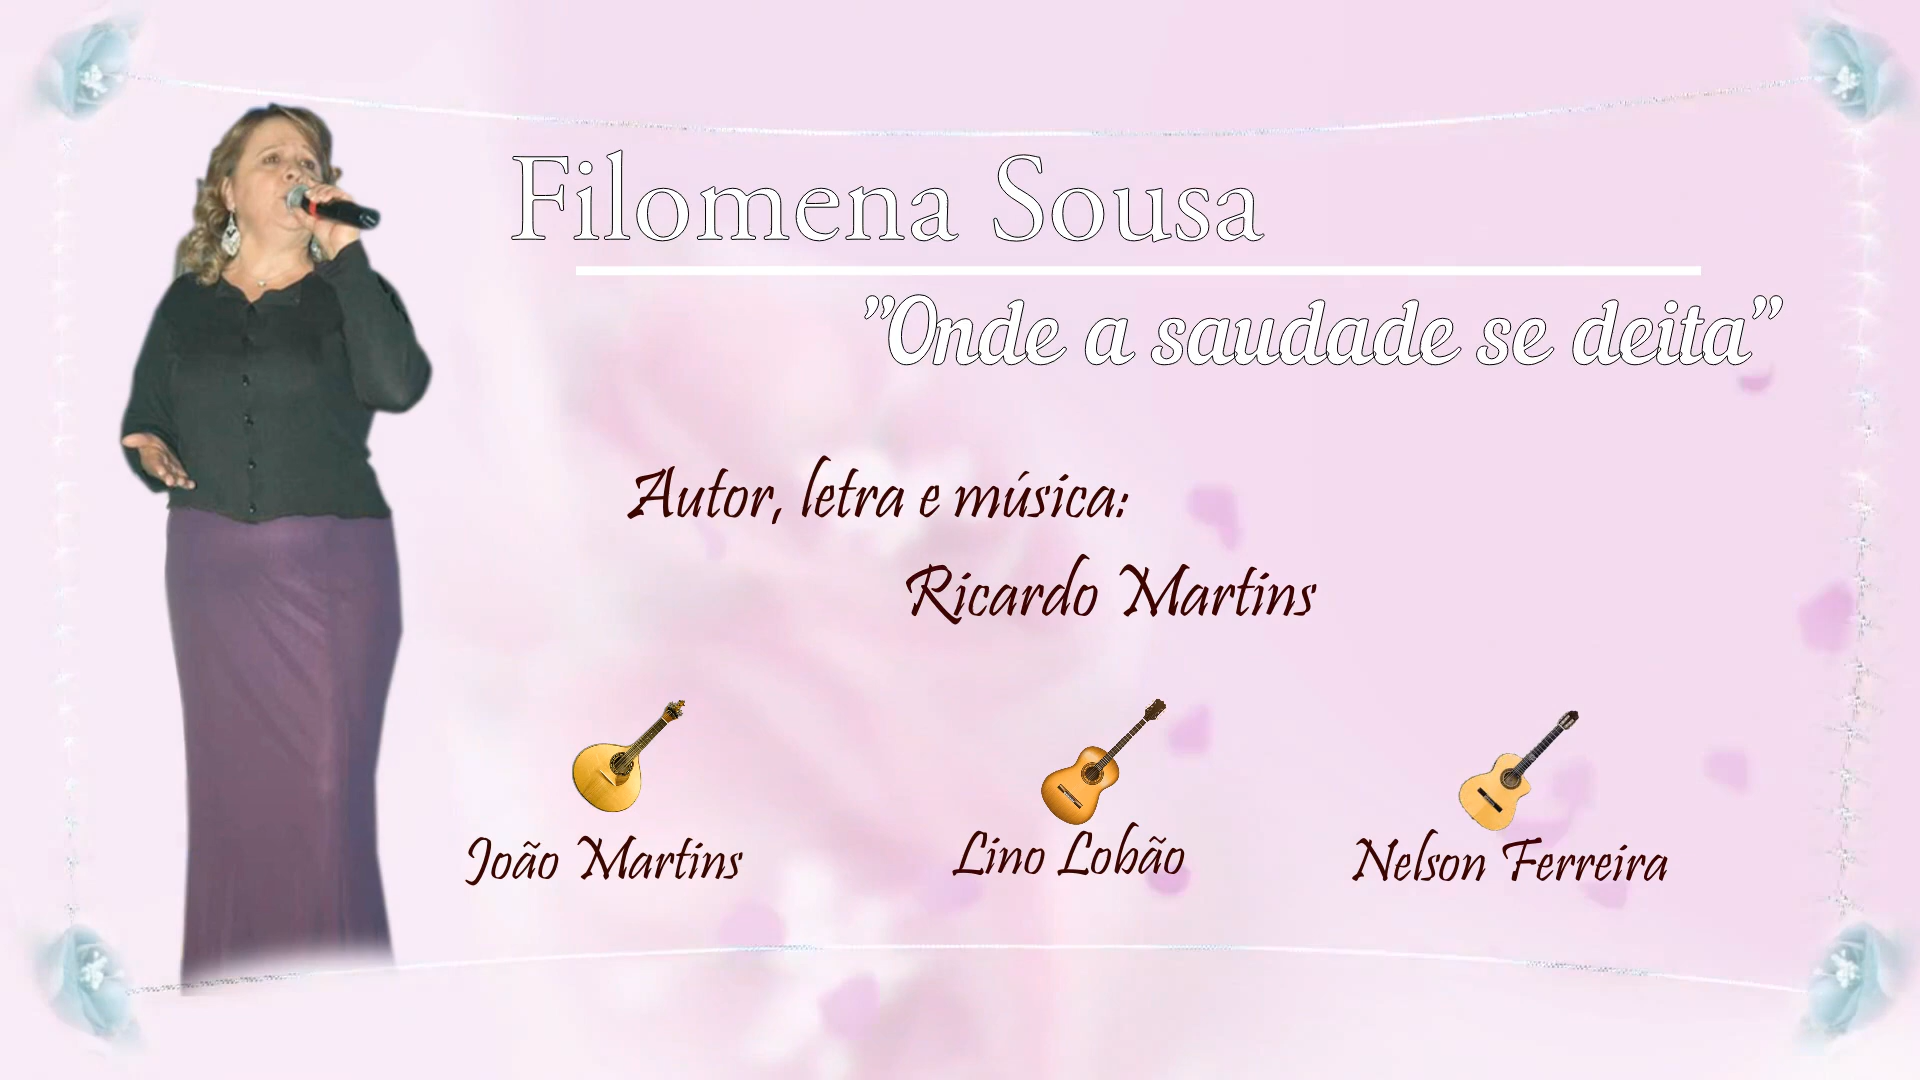 Filomena Sousa
"Onde a saudade se deita"
Autor, letra e música:
Ricardo Martins
João Martins
Lino Lobão
Nelson Ferreira